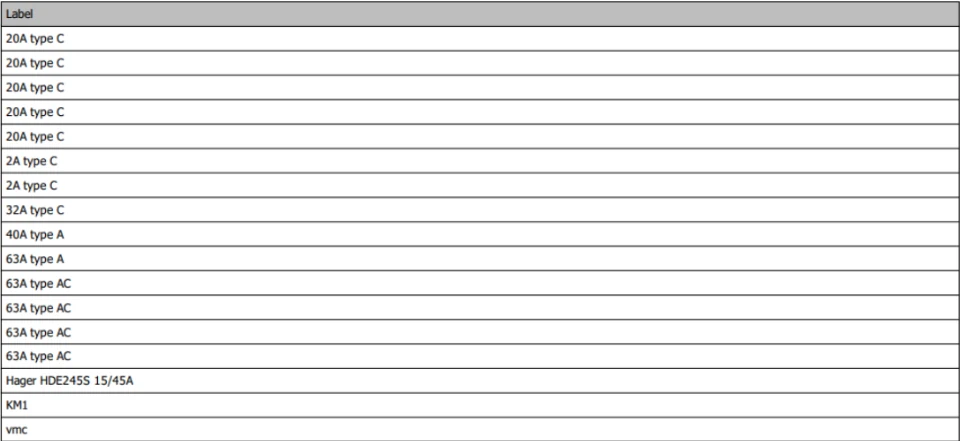 Label
20A type C
20A type C
20A type C
20A type C
20A type C
2A type C
2A type C
32A type C
40A type A
63A type A
63A type AC
63A type AC
63A type AC
63A type AC
Hager HDE245S 15/45A
KM1
vmc